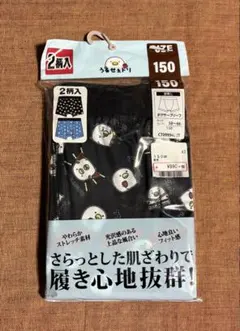 2柄入
うるせぇトリ
SIZE
150
150
2柄入
ボクサーブリーフ
やわらか
ストレッチ素材
光沢感のある
上品な風合い
心地良い
フィット感
さらっとした肌ざわりで
履き心地抜群!